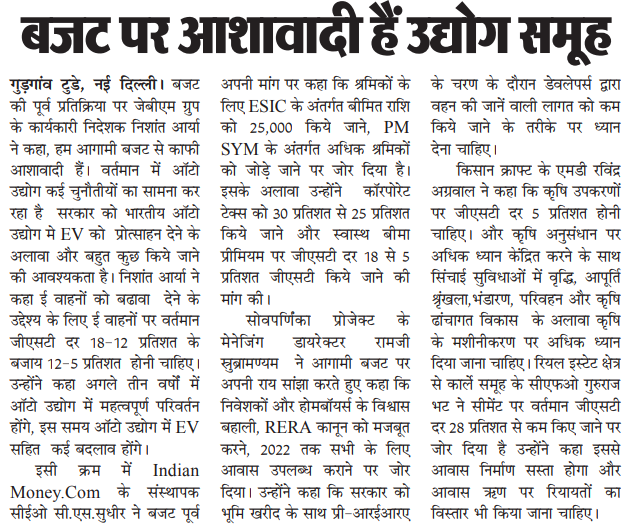 बजट पर आशावादी हैं उद्योग समूह
गुड़गांव टुडे, नई दिल्ली। बजट
की पूर्व प्रतिक्रिया पर जेबीएम ग्रुप
के कार्यकारी निदेशक निशांत आर्या
ने कहा, हम आगामी बजट से काफी
आशावादी हैं। वर्तमान में ऑटो
उद्योग कई चुनौतीयों का सामना कर
रहा है सरकार को भारतीय ऑटो
उद्योग मे EV को प्रोत्साहन देने के
अलावा और बहुत कुछ किये जाने
की आवश्यकता है। निशांत आर्या ने
कहा ई वाहनों को बढावा देने के
उद्देश्य के लिए ई वाहनों पर वर्तमान
जीएसटी दर 18-12 प्रतिशत के
बजाय 12-5 प्रतिशत होनी चाहिए।
उन्होंने कहा अगले तीन वर्षों में
ऑटो उद्योग में महत्वपूर्ण परिवर्तन
होंगे, इस समय ऑटो उद्योग में EV
सहित कई बदलाव होंगे।
इसी क्रम में Indian
Money.Com के संस्थापक
सीईओ सी.एस.सुधीर ने बजट पूर्व
अपनी मांग पर कहा कि श्रमिकों के
लिए ESIC के अंतर्गत बीमित राशि
को 25,000 किये जाने, PM
SYM के अंतर्गत अधिक श्रमिकों
को जोड़े जाने पर जोर दिया है।
इसके अलावा उन्होंने कॉरपोरेट
टेक्स को 30 प्रतिशत से 25 प्रतिशत
किये जाने और स्वास्थ बीमा
प्रीमियम पर जीएसटी दर 18 से 5
प्रतिशत जीएसटी किये जाने की
मांग की।
सोवपर्णिका प्रोजेक्ट के
मेनेजिंग डायरेक्टर रामजी
सुब्रामण्यम ने आगामी बजट पर
अपनी राय सांझा करते हुए कहा कि
निवेशकों और होमबॉयर्स के विश्वास
बहाली, RERA कानून को मजबूत
करने, 2022 तक सभी के लिए
आवास उपलब्ध कराने पर जोर
दिया। उन्होंने कहा कि सरकार को
भूमि खरीद के साथ प्री-आरईआरए
के चरण के दौरान डेवलेपर्स द्वारा
वहन की जानें वाली लागत को कम
किये जाने के तरीके पर ध्यान
देना चाहिए।
किसान क्राफ्ट के एमडी रविंद्र
अग्रवाल ने कहा कि कृषि उपकरणों
पर जीएसटी दर 5 प्रतिशत होनी
चाहिए। और कृषि अनुसंधान पर
अधिक ध्यान केंद्रित करने के साथ
सिंचाई सुविधाओं में वृद्धि, आपूर्ति
श्रृंखला,भंडारण, परिवहन और कृषि
ढांचागत विकास के अलावा कृषि
के मशीनीकरण पर अधिक ध्यान
दिया जाना चाहिए। रियल इस्टेट क्षेत्र
से कार्ले समूह के सीएफओ गुरुराज
भट ने सीमेंट पर वर्तमान जीएसटी
दर 28 प्रतिशत से कम किए जाने पर
जोर दिया है उन्होंने कहा इससे
आवास निर्माण सस्ता होगा और
आवास ऋण पर रियायतों का
विस्तार भी किया जाना चाहिए।